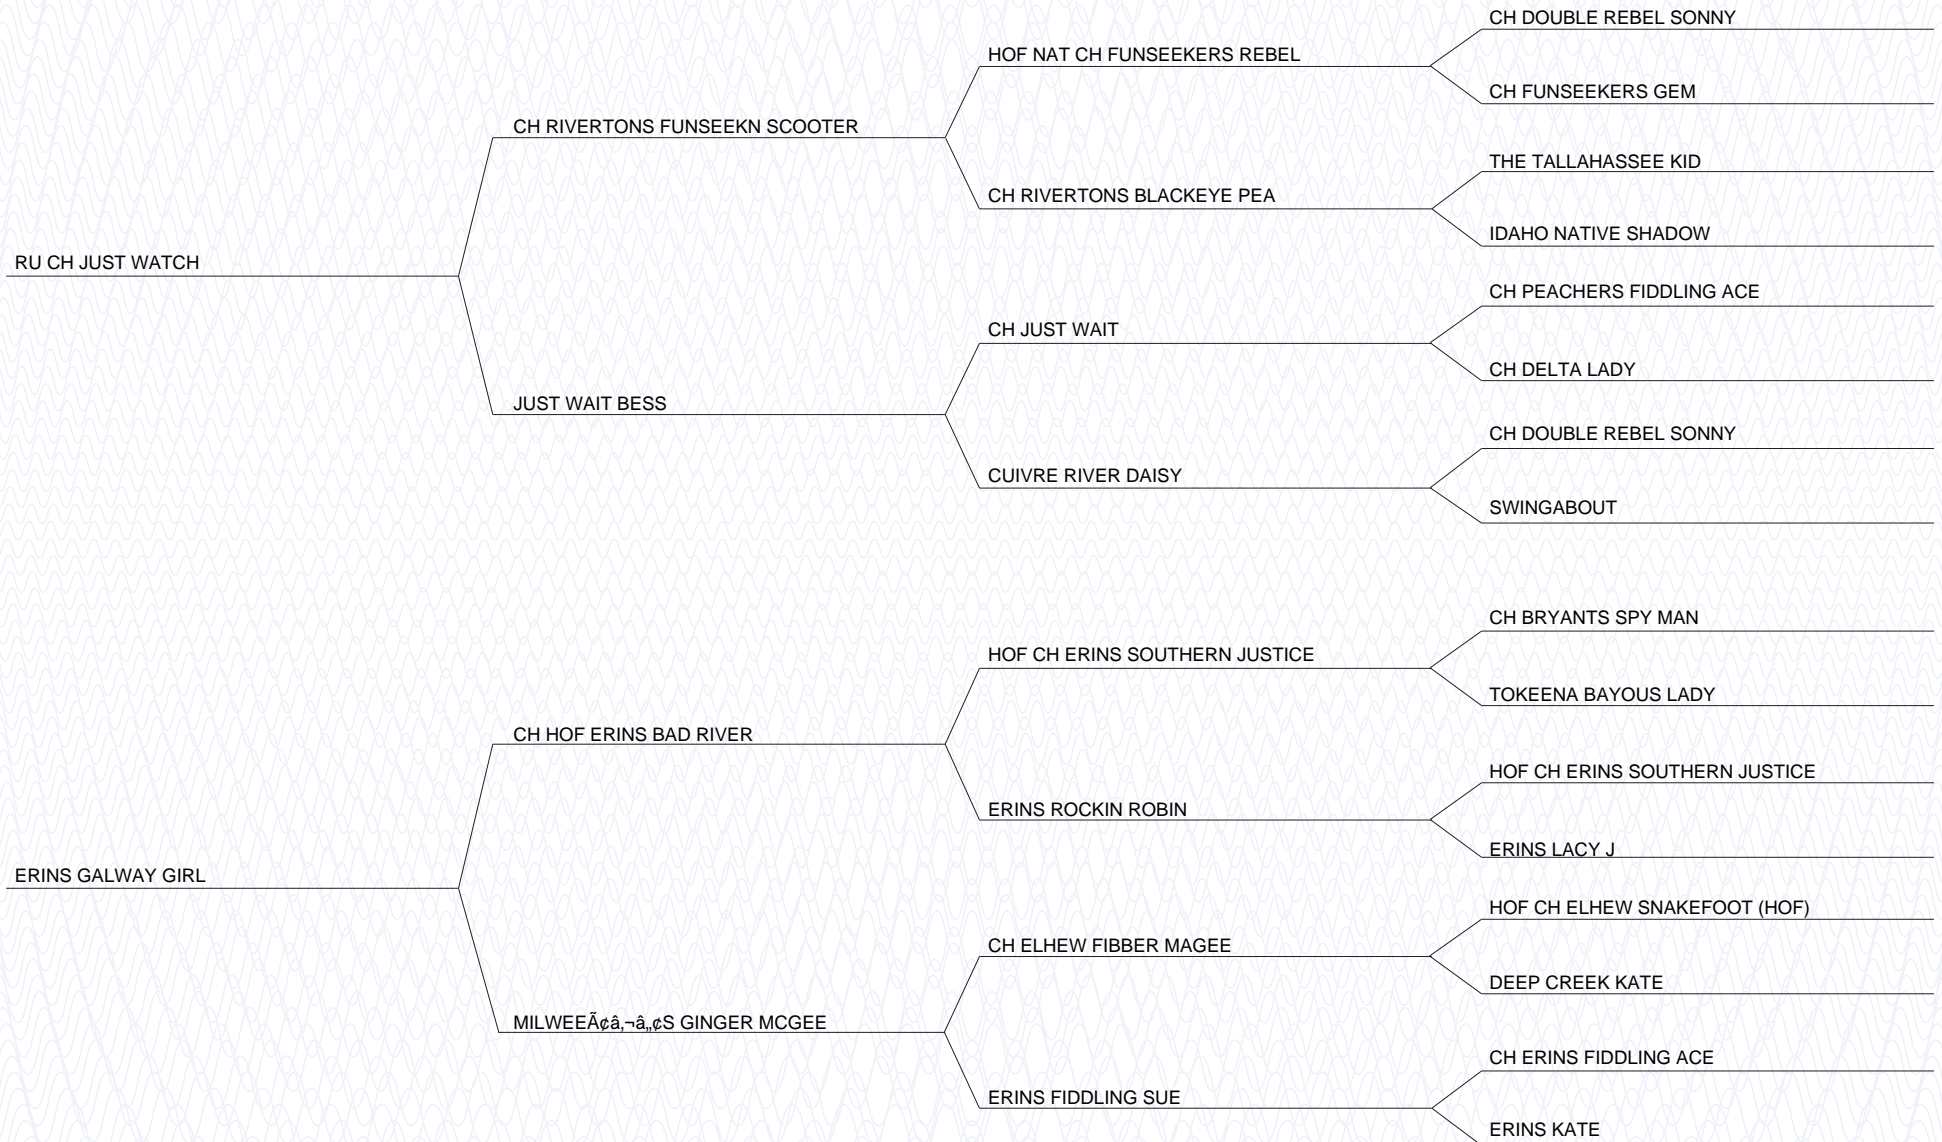 CH DOUBLE REBEL SONNY
HOF NAT CH FUNSEEKERS REBEL
CH FUNSEEKERS GEM
CH RIVERTONS FUNSEEKN SCOOTER
THE TALLAHASSEE KID
CH RIVERTONS BLACKEYE PEA
IDAHO NATIVE SHADOW
RU CH JUST WATCH
CH PEACHERS FIDDLING ACE
CH JUST WAIT
CH DELTA LADY
JUST WAIT BESS
CH DOUBLE REBEL SONNY
CUIVRE RIVER DAISY
SWINGABOUT
CH BRYANTS SPY MAN
HOF CH ERINS SOUTHERN JUSTICE
TOKEENA BAYOUS LADY
CH HOF ERINS BAD RIVER
HOF CH ERINS SOUTHERN JUSTICE
ERINS ROCKIN ROBIN
ERINS LACY J
ERINS GALWAY GIRL
HOF CH ELHEW SNAKEFOOT (HOF)
CH ELHEW FIBBER MAGEE
DEEP CREEK KATE
MILWEEÃ¢â‚¬â„¢S GINGER MCGEE
CH ERINS FIDDLING ACE
ERINS FIDDLING SUE
ERINS KATE